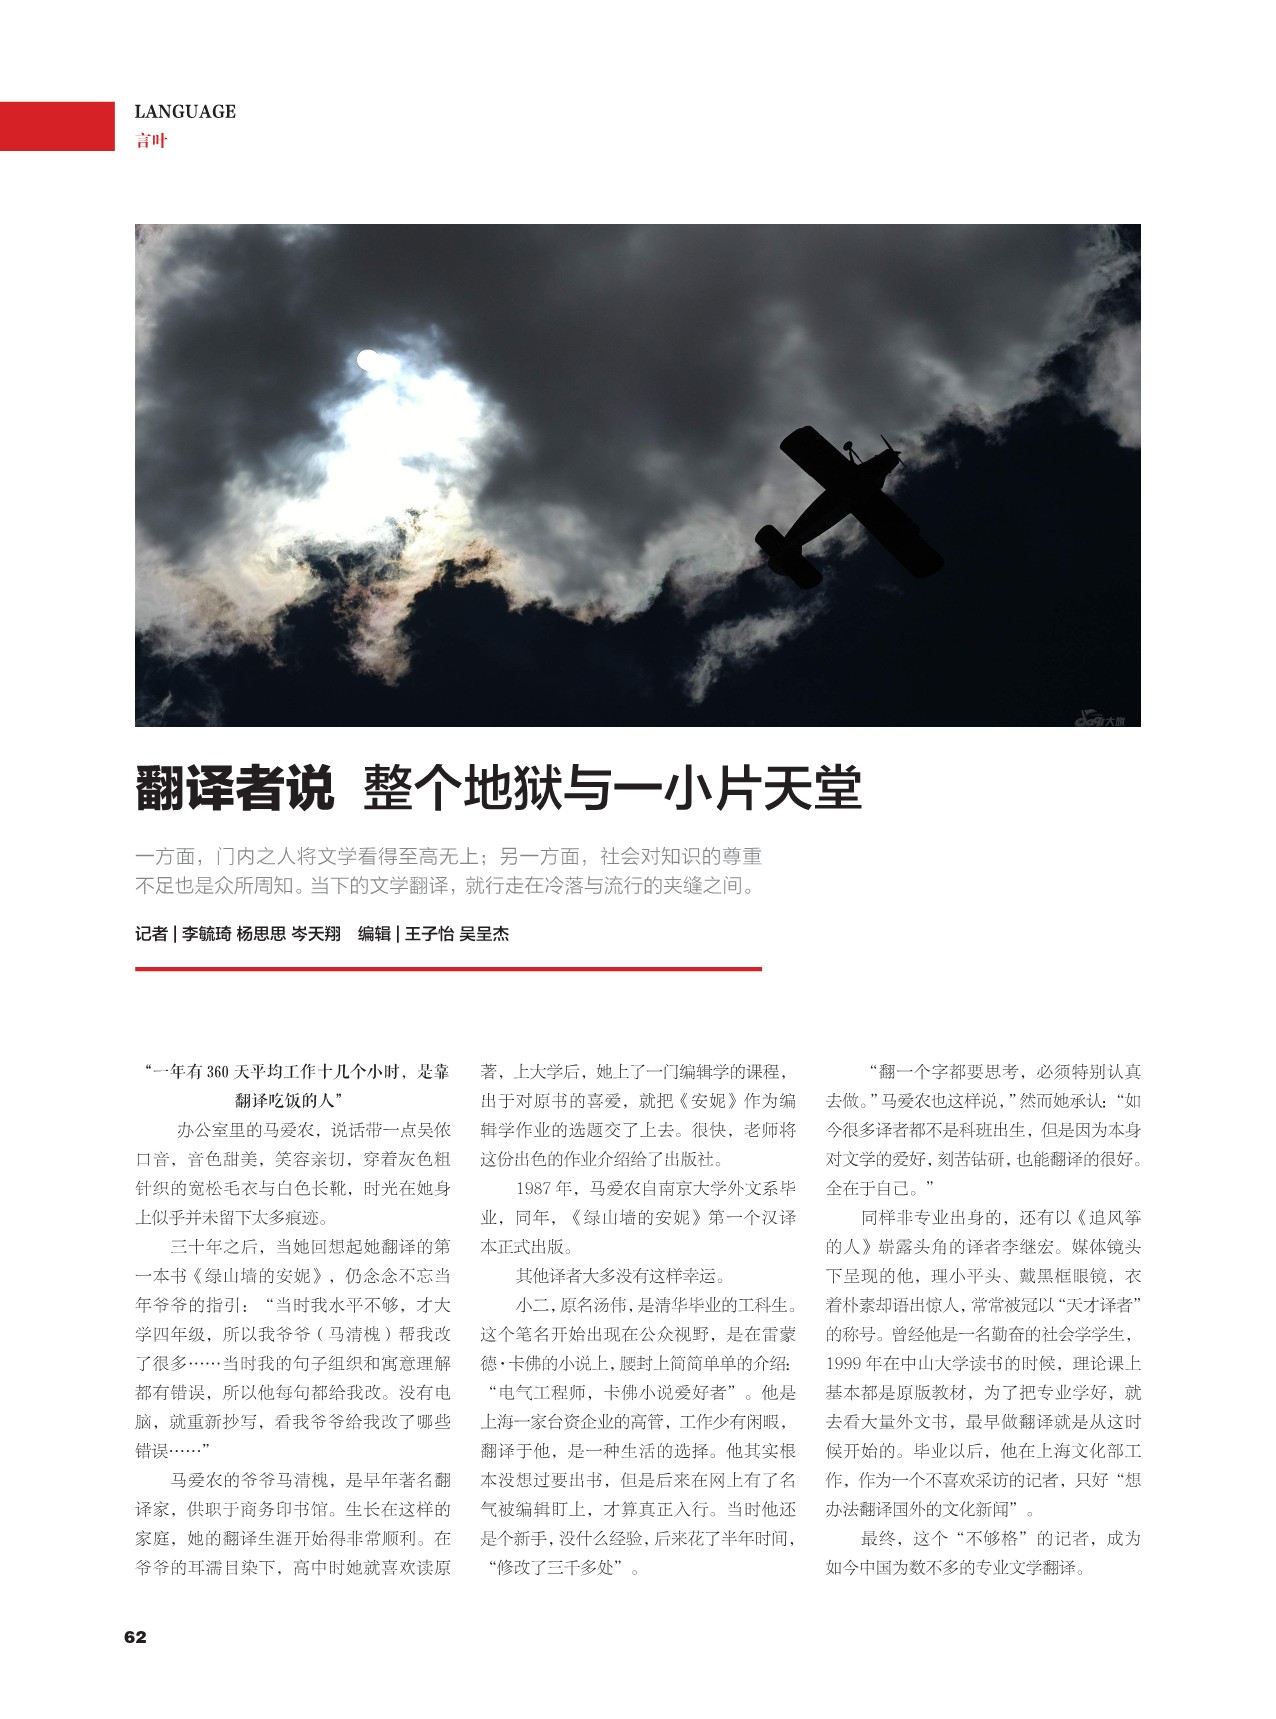 LANGUAGE
言叶
大旗
翻译者说 整个地狱与一小片天堂
一方面，门内之人将文学看得至高无上；另一方面，社会对知识的尊重
不足也是众所周知。当下的文学翻译，就行走在冷落与流行的夹缝之间。
记者 | 李毓琦 杨思思 岑天翔 编辑 | 王子怡 吴呈杰
“一年有 360 天平均工作十几个小时，是靠
翻译吃饭的人”
办公室里的马爱农，说话带一点吴侬
口音，音色甜美，笑容亲切，穿着灰色粗
针织的宽松毛衣与白色长靴，时光在她身
上似乎并未留下太多痕迹。
三十年之后，当她回想起她翻译的第
一本书《绿山墙的安妮》，仍念念不忘当
年爷爷的指引：“当时我水平不够，才大
学四年级，所以我爷爷（马清槐）帮我改
了很多……当时我的句子组织和寓意理解
都有错误，所以他每句都给我改。没有电
脑，就重新抄写，看我爷爷给我改了哪些
错误……”
马爱农的爷爷马清槐，是早年著名翻
译家，供职于商务印书馆。生长在这样的
家庭，她的翻译生涯开始得非常顺利。在
爷爷的耳濡目染下，高中时她就喜欢读原
著，上大学后，她上了一门编辑学的课程，
出于对原书的喜爱，就把《安妮》作为编
辑学作业的选题交了上去。很快，老师将
这份出色的作业介绍给了出版社。
1987 年，马爱农自南京大学外文系毕
业，同年，《绿山墙的安妮》第一个汉译
本正式出版。
其他译者大多没有这样幸运。
小二，原名汤伟，是清华毕业的工科生。
这个笔名开始出现在公众视野，是在雷蒙
德·卡佛的小说上，腰封上简简单单的介绍：
“电气工程师，卡佛小说爱好者”。他是
上海一家台资企业的高管，工作少有闲暇，
翻译于他，是一种生活的选择。他其实根
本没想过要出书，但是后来在网上有了名
气被编辑盯上，才算真正入行。当时他还
是个新手，没什么经验，后来花了半年时间，
“修改了三千多处”。
“翻一个字都要思考，必须特别认真
去做。”马爱农也这样说，”然而她承认：“如
今很多译者都不是科班出生，但是因为本身
对文学的爱好，刻苦钻研，也能翻译的很好。
全在于自己。”
同样非专业出身的，还有以《追风筝
的人》崭露头角的译者李继宏。媒体镜头
下呈现的他，理小平头、戴黑框眼镜，衣
着朴素却语出惊人，常常被冠以“天才译者”
的称号。曾经他是一名勤奋的社会学学生，
1999 年在中山大学读书的时候，理论课上
基本都是原版教材，为了把专业学好，就
去看大量外文书，最早做翻译就是从这时
候开始的。毕业以后，他在上海文化部工
作，作为一个不喜欢采访的记者，只好“想
办法翻译国外的文化新闻”。
最终，这个“不够格”的记者，成为
如今中国为数不多的专业文学翻译。
62